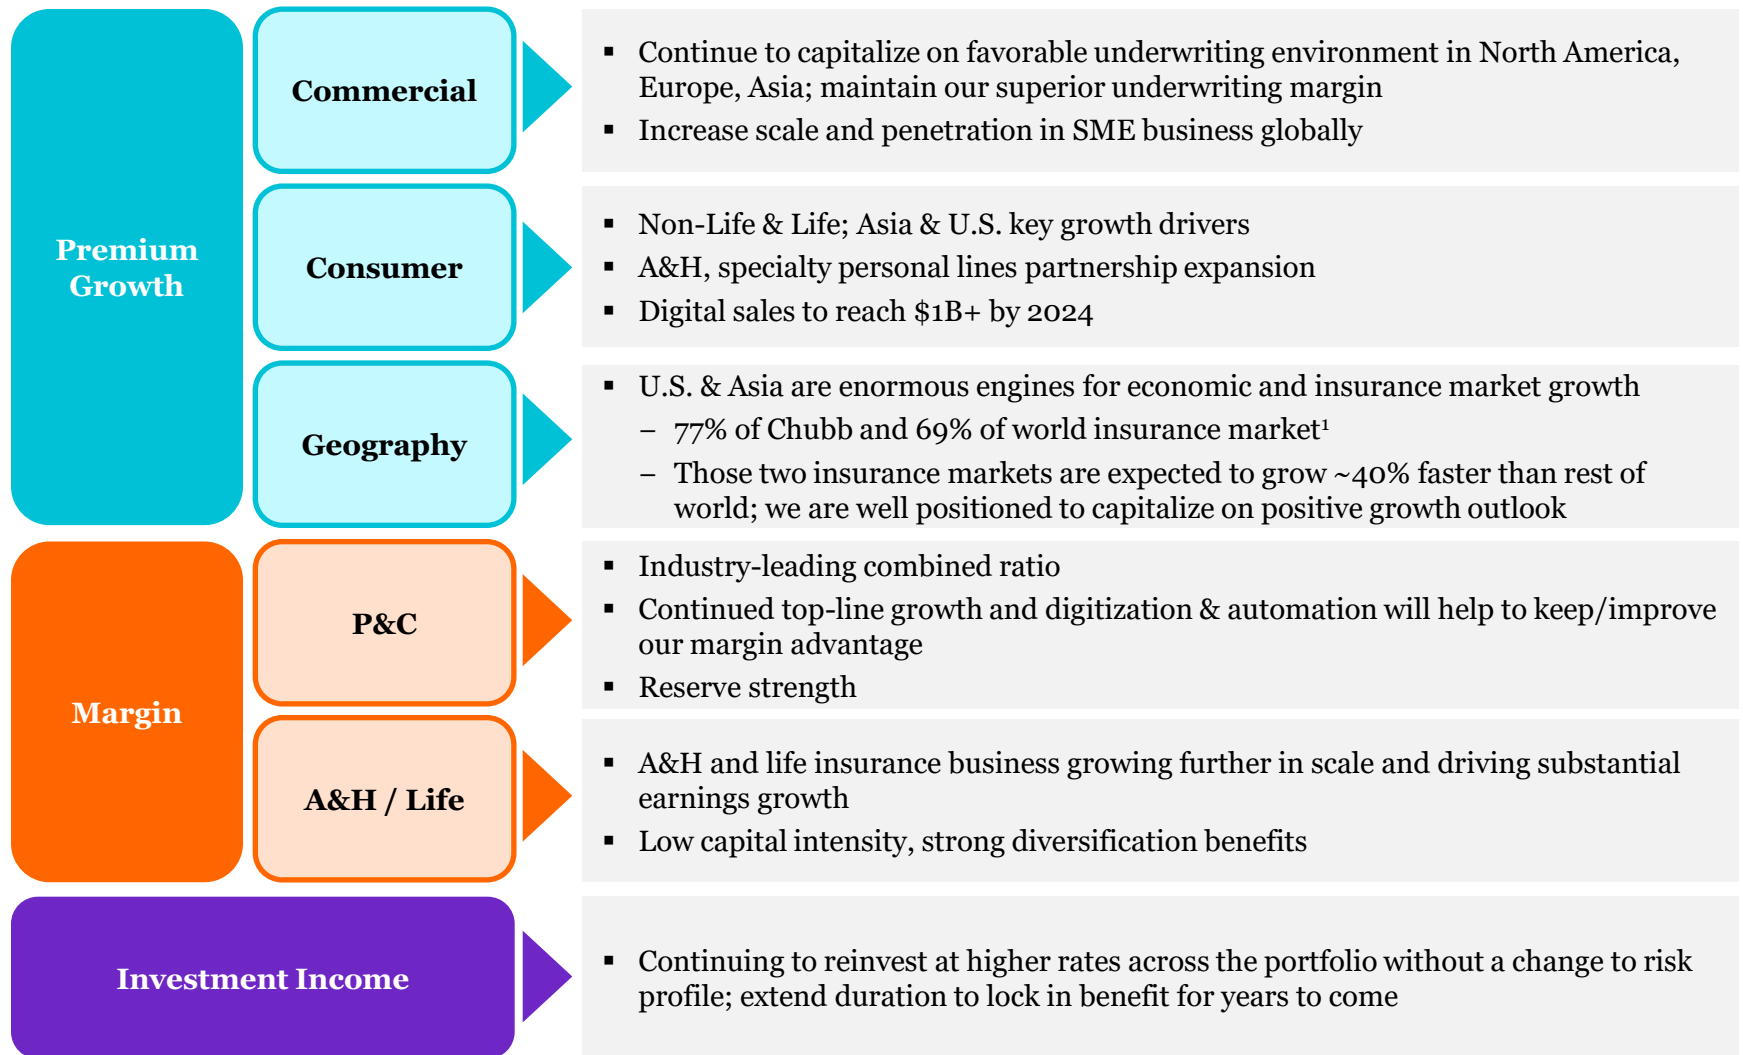 Premium
Growth
Commercial
▪ Continue to capitalize on favorable underwriting environment in North America,
Europe, Asia; maintain our superior underwriting margin
▪ Increase scale and penetration in SME business globally
Consumer
▪ Non-Life & Life; Asia & U.S. key growth drivers
▪ A&H, specialty personal lines partnership expansion
▪ Digital sales to reach $1B+ by 2024
Geography
▪ U.S. & Asia are enormous engines for economic and insurance market growth
– 77% of Chubb and 69% of world insurance market¹
– Those two insurance markets are expected to grow ~40% faster than rest of
world; we are well positioned to capitalize on positive growth outlook
Margin
P&C
▪ Industry-leading combined ratio
▪ Continued top-line growth and digitization & automation will help to keep/improve
our margin advantage
▪ Reserve strength
A&H / Life
▪ A&H and life insurance business growing further in scale and driving substantial
earnings growth
▪ Low capital intensity, strong diversification benefits
Investment Income
▪ Continuing to reinvest at higher rates across the portfolio without a change to risk
profile; extend duration to lock in benefit for years to come